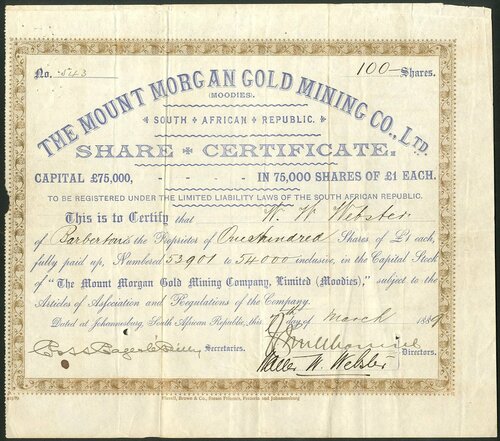 No. 543 100 Shares.
THE MOUNT MORGAN GOLD MINING CO., LTD.
(MOODIES).
SOUTH AFRICAN REPUBLIC.
SHARE CERTIFICATE.
CAPITAL £75,000, - - - - - IN 75,000 SHARES OF £1 EACH.
TO BE REGISTERED UNDER THE LIMITED LIABILITY LAWS OF THE SOUTH AFRICAN REPUBLIC.
This is to Certify that W. H. Webster
of Barberton is the Proprietor of One Hundred Shares of £1 each,
fully paid up, Numbered 53901 to 54000 inclusive, in the Capital Stock
of "The Mount Morgan Gold Mining Company, Limited (Moodies)," subject to the
Articles of Association and Regulations of the Company.
Dated at Johannesburg, South African Republic, this day of March 1889
Secretaries. Directors.
Walter W. Webster